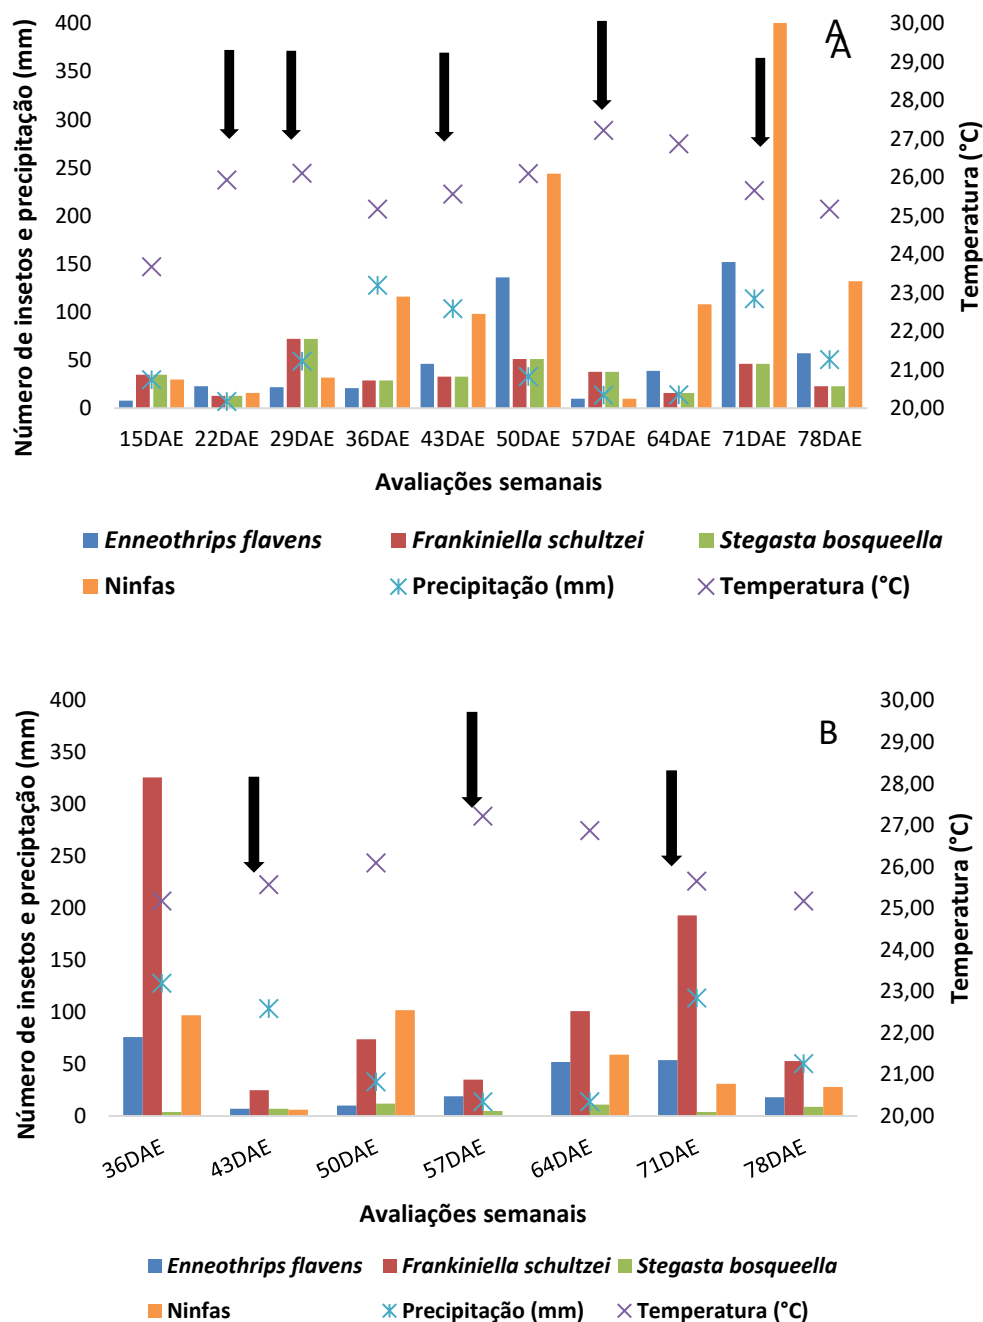 Número de insetos e precipitação (mm)
400
350
300
250
200
150
100
50
0
30,00
29,00
28,00
27,00
26,00
25,00
24,00
23,00
22,00
21,00
20,00
Temperatura (°C)
A
A
15DAE 22DAE 29DAE 36DAE 43DAE 50DAE 57DAE 64DAE 71DAE 78DAE
Avaliações semanais
Enneothrips flavens Frankiniella schultzei Stegasta bosqueella
Ninfas Precipitação (mm) Temperatura (°C)
Número de insetos e preciptação (mm)
400
350
300
250
200
150
100
50
0
30,00
29,00
28,00
27,00
26,00
25,00
24,00
23,00
22,00
21,00
20,00
Temperatura (°C)
B
36DAE 43DAE 50DAE 57DAE 64DAE 71DAE 78DAE
Avaliações semanais
Enneothrips flavens Frankiniella schultzei Stegasta bosqueella
Ninfas Precipitação (mm) Temperatura (°C)